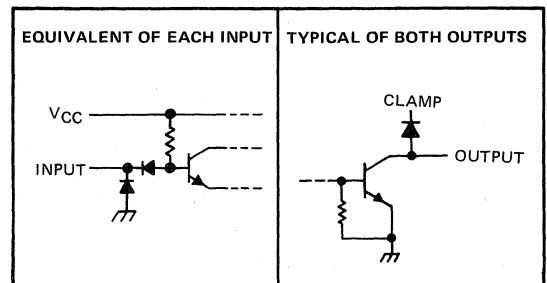 EQUIVALENT OF EACH INPUT
VCC
INPUT
TYPICAL OF BOTH OUTPUTS
CLAMP
OUTPUT